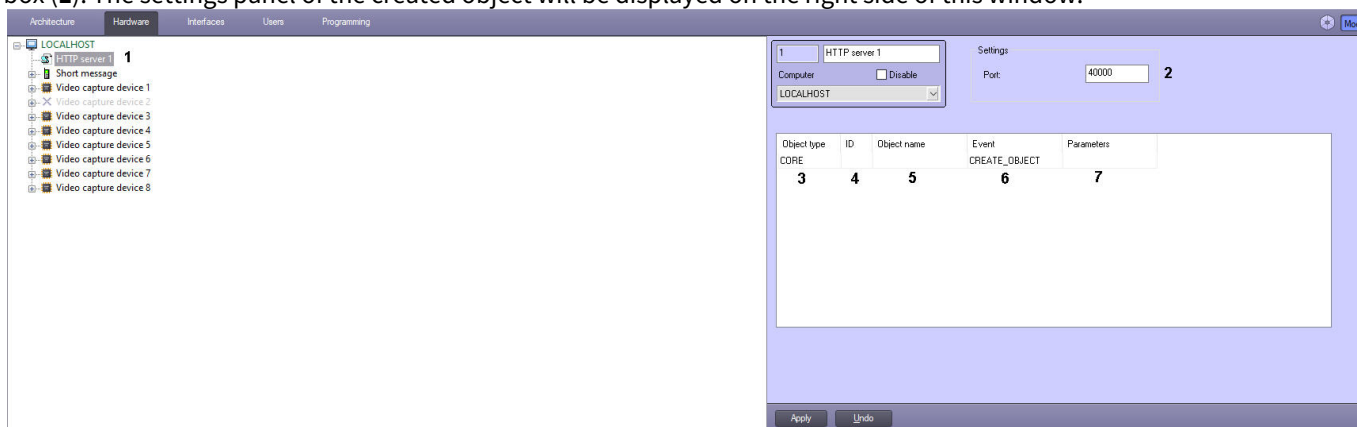 box (2). The settings panel of the created object will be displayed on the right side of this window.
Architecture Hardware Interfaces Users Programming
LOCALHOST
HTTP server 1 1
Short message
Video capture device 1
Video capture device 2
Video capture device 3
Video capture device 4
Video capture device 5
Video capture device 6
Video capture device 7
Video capture device 8
1 HTTP server 1
Computer Disable
LOCALHOST
Settings
Port: 40000 2
Object type ID Object name Event Parameters
CORE CREATE_OBJECT
3 4 5 6 7
Apply Undo